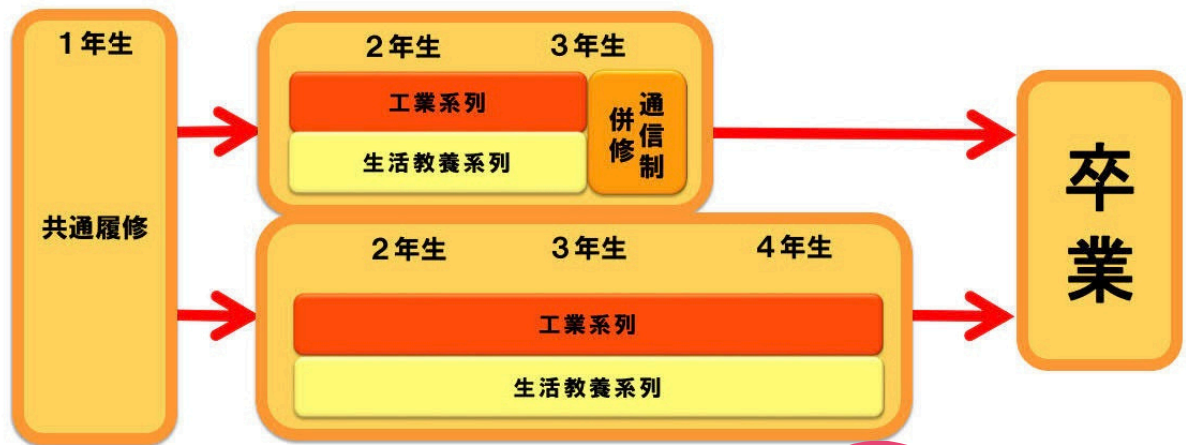 1年生
共通履修
2年生 3年生
工業系列
生活教養系列
通信制
併修
2年生 3年生 4年生
工業系列
生活教養系列
卒業